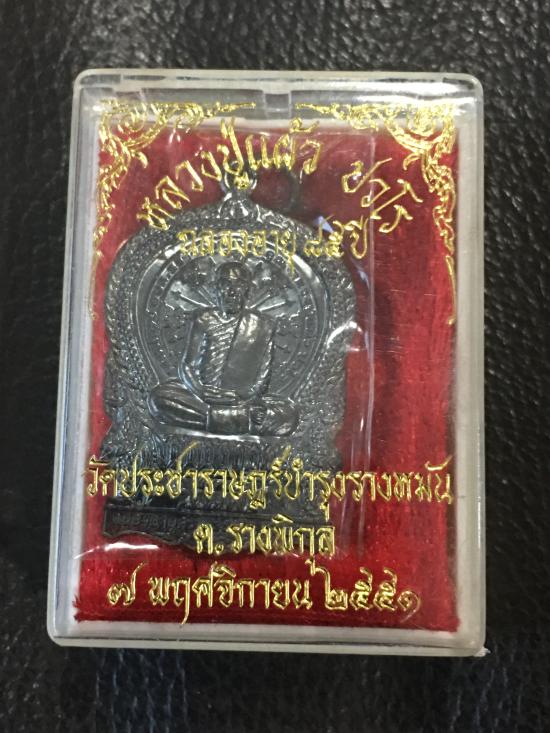 หลวงปู่แผ้ว ปวโร
ฉลองอายุ ๘๕ ปี
วัดประชาราษฎร์บำรุงรางหมัน
ต.รางพิกุล
๗ พฤศจิกายน ๒๕๕๑